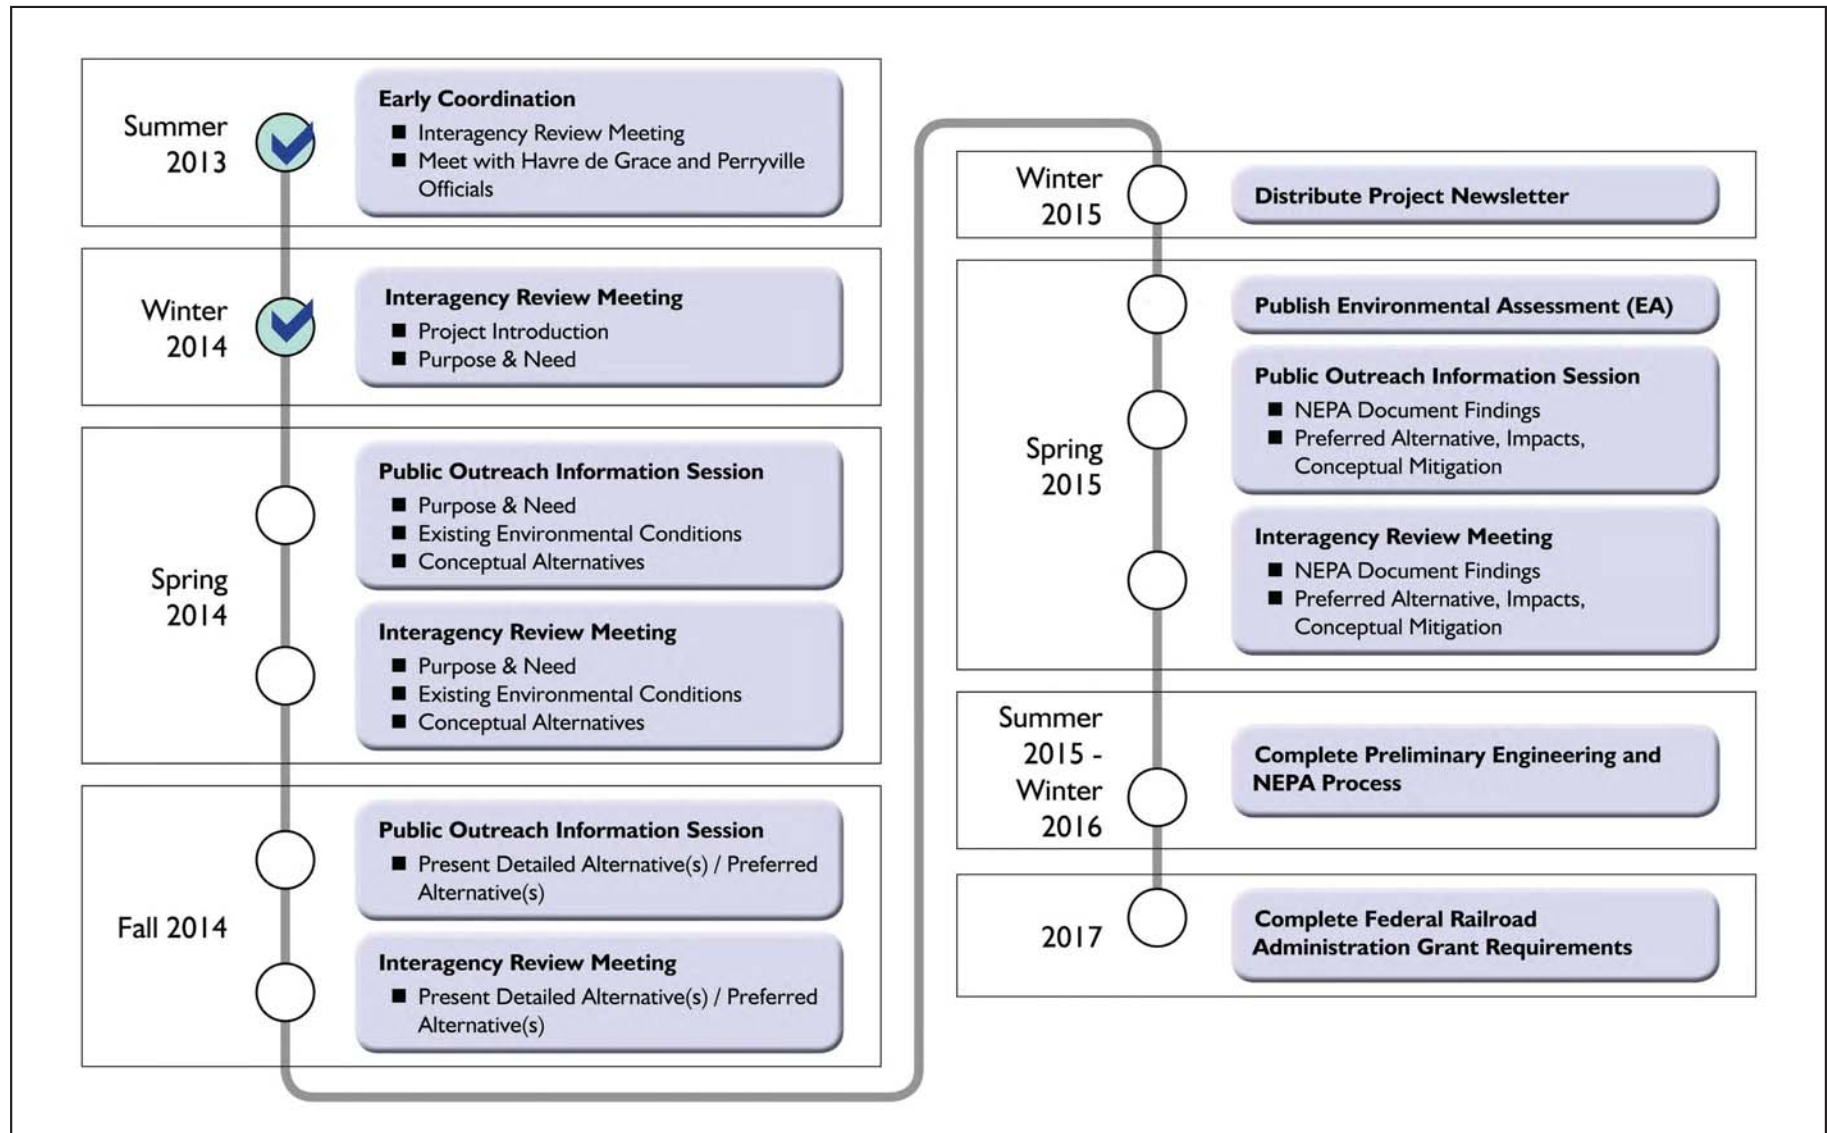 Summer
2013
Early Coordination
■ Interagency Review Meeting
■ Meet with Havre de Grace and Perryville
Officials
Winter
2014
Interagency Review Meeting
■ Project Introduction
■ Purpose & Need
Spring
2014
Public Outreach Information Session
■ Purpose & Need
■ Existing Environmental Conditions
■ Conceptual Alternatives
Interagency Review Meeting
■ Purpose & Need
■ Existing Environmental Conditions
■ Conceptual Alternatives
Fall 2014
Public Outreach Information Session
■ Present Detailed Alternative(s) / Preferred
Alternative(s)
Interagency Review Meeting
■ Present Detailed Alternative(s) / Preferred
Alternative(s)
Winter
2015
Distribute Project Newsletter
Spring
2015
Publish Environmental Assessment (EA)
Public Outreach Information Session
■ NEPA Document Findings
■ Preferred Alternative, Impacts,
Conceptual Mitigation
Interagency Review Meeting
■ NEPA Document Findings
■ Preferred Alternative, Impacts,
Conceptual Mitigation
Summer
2015 -
Winter
2016
Complete Preliminary Engineering and
NEPA Process
2017
Complete Federal Railroad
Administration Grant Requirements